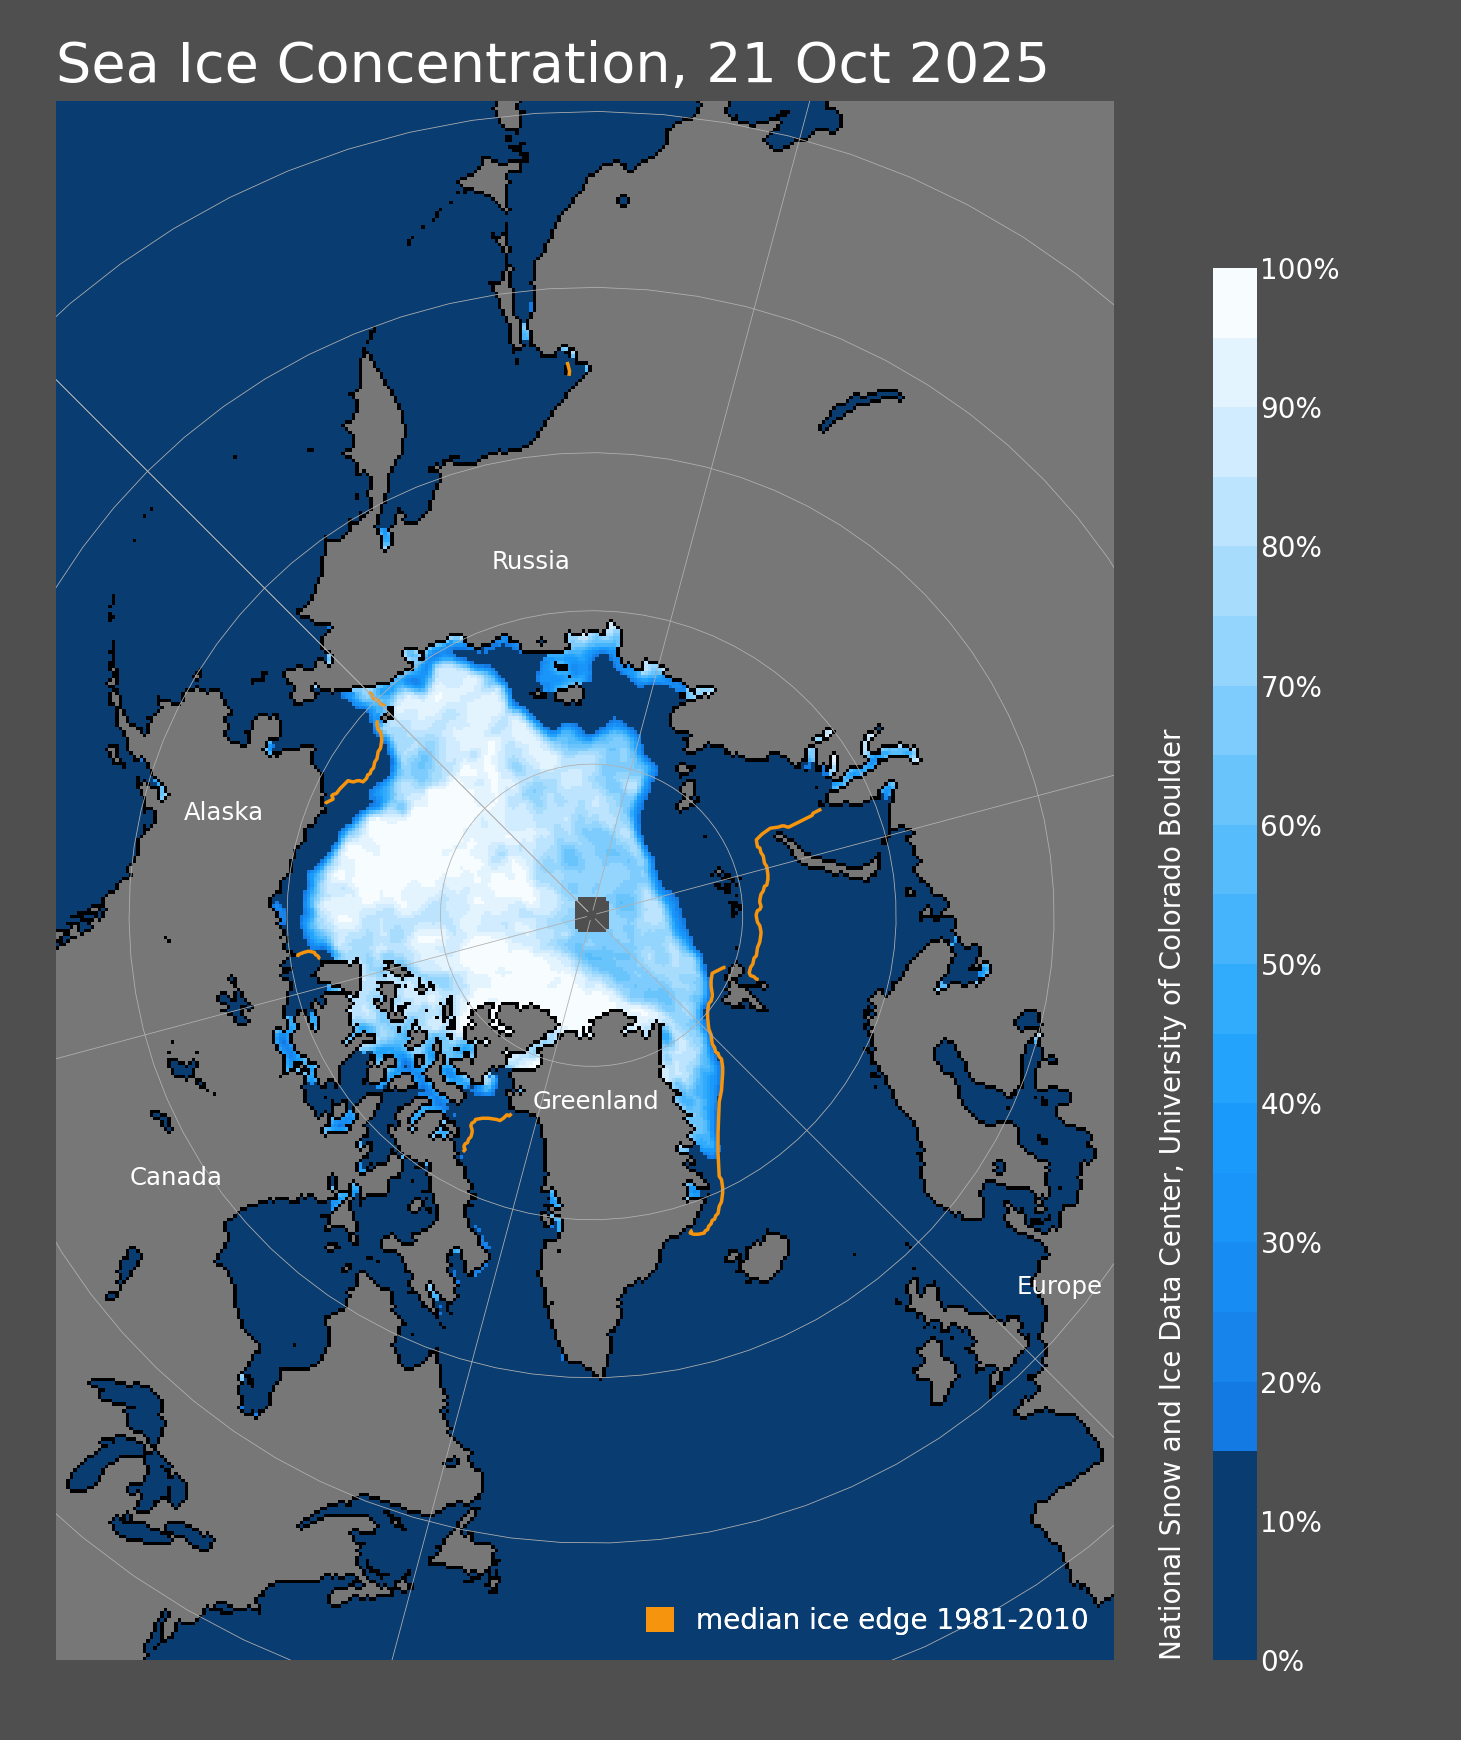 Sea Ice Concentration, 21 Oct 2025
Russia
Alaska
Greenland
Canada
Europe
median ice edge 1981-2010
National Snow and Ice Data Center, University of Colorado Boulder
100%
90%
80%
70%
60%
50%
40%
30%
20%
10%
0%